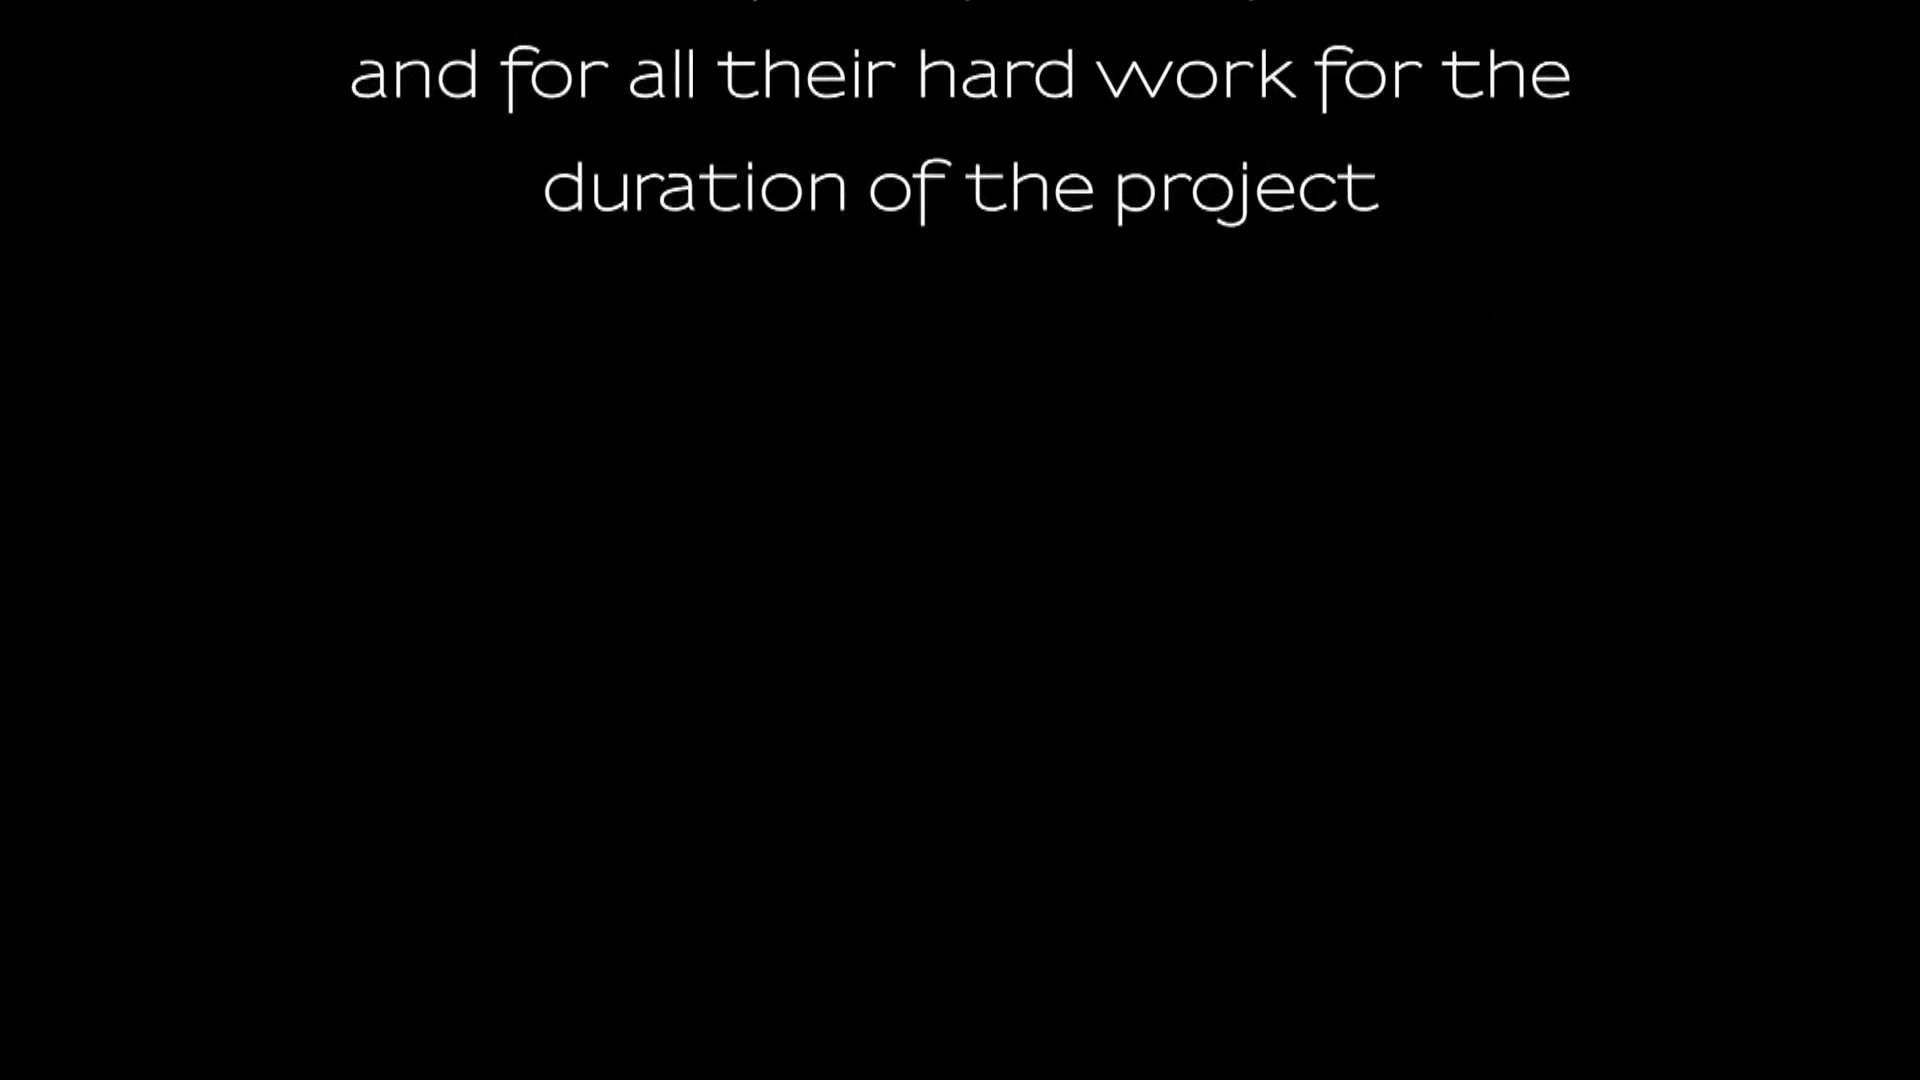 and for all their hard work for the
duration of the project